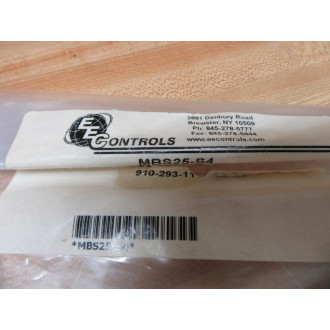 EE CONTROLS
3881 Danbury Road
Brewster, NY 10509
Ph: 845-278-5777
Fax: 845-278-5444
www.eecontrols.com
MBS25-S4
910-293-11
*MBS25-S4*